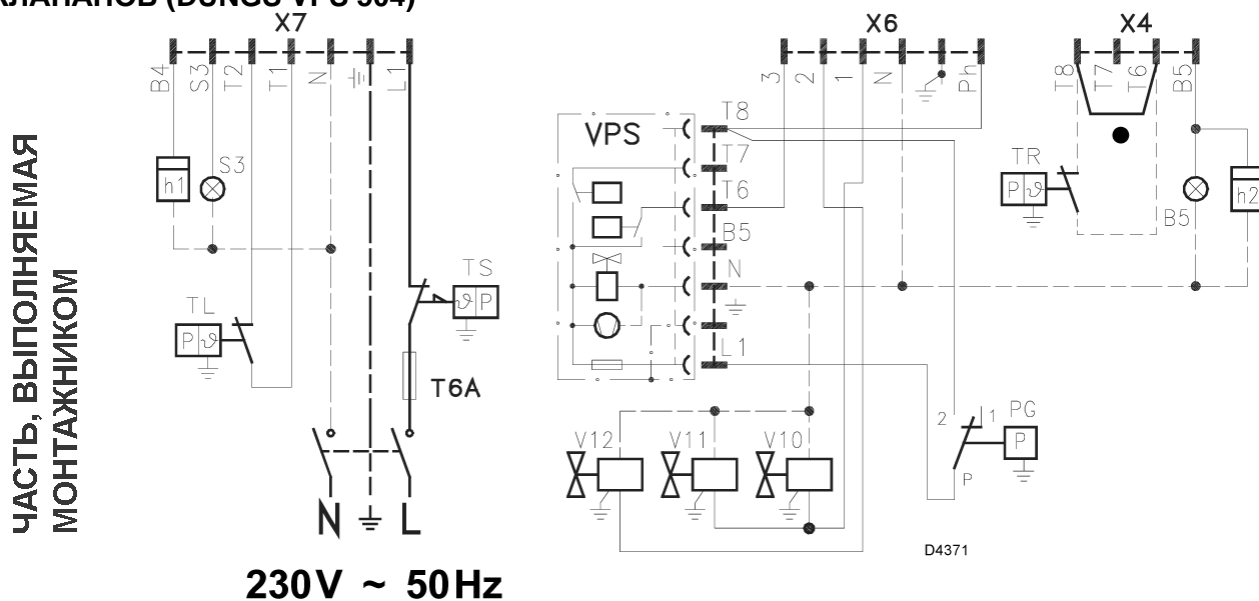 КЛАПАНОВ (DUNGS VPS 504)
X7 X6 X4
B4 S3 T2 T1 N L1 3 2 1 N Ph T8 T7 T6 B5
ЧАСТЬ, ВЫПОЛНЯЕМАЯ
МОНТАЖНИКОМ
VPS T8
T7
T6
B5
N
L1
h1 S3
TR
P ϑ
B5 h2
TS
ϑ P
TL
P ϑ
T6A
2 1 PG
P
P
V12 V11 V10
N L
D4371
230V ~ 50Hz